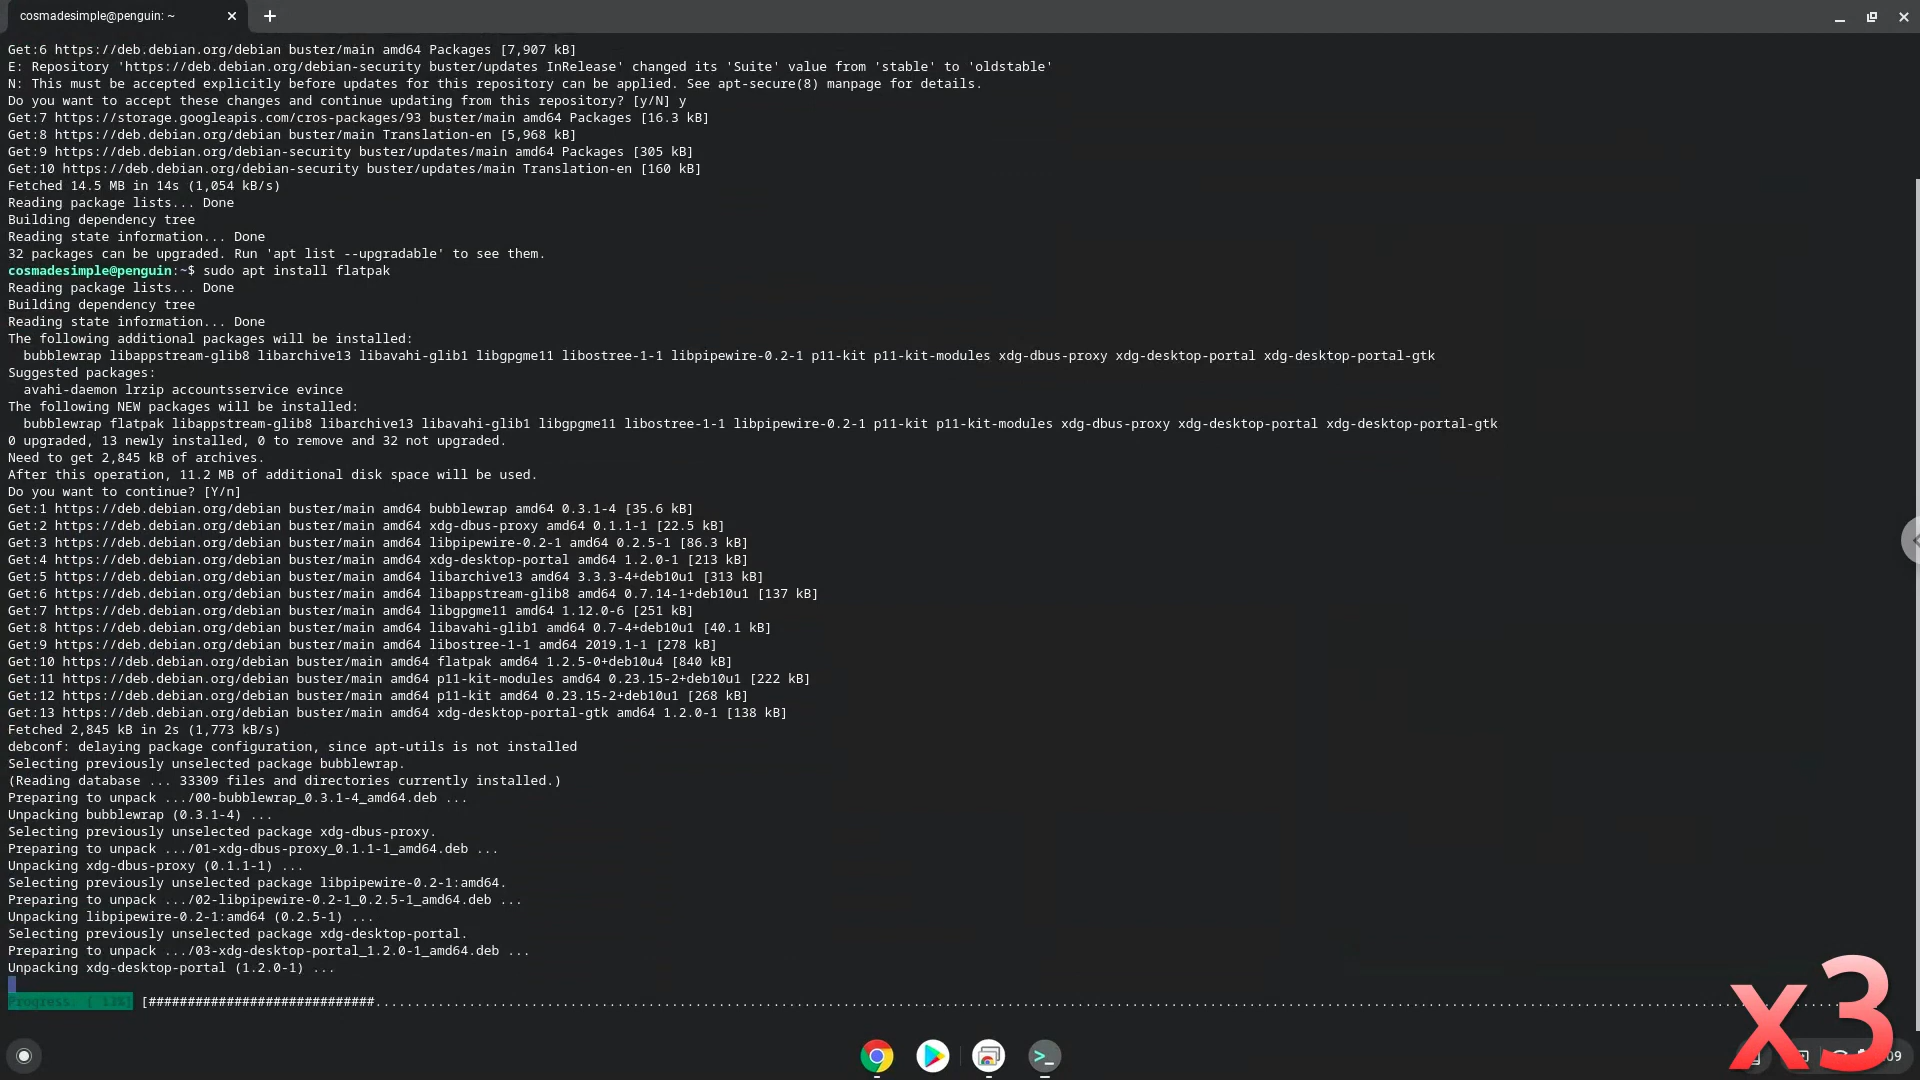 cosmadesimple@penguin: ~
Get:6 https://deb.debian.org/debian buster/main amd64 Packages [7,907 kB]
E: Repository 'https://deb.debian.org/debian-security buster/updates InRelease' changed its 'Suite' value from 'stable' to 'oldstable'
N: This must be accepted explicitly before updates for this repository can be applied. See apt-secure(8) manpage for details.
Do you want to accept these changes and continue updating from this repository? [y/N] y
Get:7 https://storage.googleapis.com/cros-packages/93 buster/main amd64 Packages [16.3 kB]
Get:8 https://deb.debian.org/debian buster/main Translation-en [5,968 kB]
Get:9 https://deb.debian.org/debian-security buster/updates/main amd64 Packages [305 kB]
Get:10 https://deb.debian.org/debian-security buster/updates/main Translation-en [160 kB]
Fetched 14.5 MB in 14s (1,054 kB/s)
Reading package lists... Done
Building dependency tree
Reading state information... Done
32 packages can be upgraded. Run 'apt list --upgradable' to see them.
cosmadesimple@penguin:~$ sudo apt install flatpak
Reading package lists... Done
Building dependency tree
Reading state information... Done
The following additional packages will be installed:
bubblewrap libappstream-glib8 libarchive13 libavahi-glib1 libgpgme11 libostree-1-1 libpipewire-0.2-1 p11-kit p11-kit-modules xdg-dbus-proxy xdg-desktop-portal xdg-desktop-portal-gtk
Suggested packages:
avahi-daemon lrzip accountsservice evince
The following NEW packages will be installed:
bubblewrap flatpak libappstream-glib8 libarchive13 libavahi-glib1 libgpgme11 libostree-1-1 libpipewire-0.2-1 p11-kit p11-kit-modules xdg-dbus-proxy xdg-desktop-portal xdg-desktop-portal-gtk
0 upgraded, 13 newly installed, 0 to remove and 32 not upgraded.
Need to get 2,845 kB of archives.
After this operation, 11.2 MB of additional disk space will be used.
Do you want to continue? [Y/n]
Get:1 https://deb.debian.org/debian buster/main amd64 bubblewrap amd64 0.3.1-4 [35.6 kB]
Get:2 https://deb.debian.org/debian buster/main amd64 xdg-dbus-proxy amd64 0.1.1-1 [22.5 kB]
Get:3 https://deb.debian.org/debian buster/main amd64 libpipewire-0.2-1 amd64 0.2.5-1 [86.3 kB]
Get:4 https://deb.debian.org/debian buster/main amd64 xdg-desktop-portal amd64 1.2.0-1 [213 kB]
Get:5 https://deb.debian.org/debian buster/main amd64 libarchive13 amd64 3.3.3-4+deb10u1 [313 kB]
Get:6 https://deb.debian.org/debian buster/main amd64 libappstream-glib8 amd64 0.7.14-1+deb10u1 [137 kB]
Get:7 https://deb.debian.org/debian buster/main amd64 libgpgme11 amd64 1.12.0-6 [251 kB]
Get:8 https://deb.debian.org/debian buster/main amd64 libavahi-glib1 amd64 0.7-4+deb10u1 [40.1 kB]
Get:9 https://deb.debian.org/debian buster/main amd64 libostree-1-1 amd64 2019.1-1 [278 kB]
Get:10 https://deb.debian.org/debian buster/main amd64 flatpak amd64 1.2.5-0+deb10u4 [840 kB]
Get:11 https://deb.debian.org/debian buster/main amd64 p11-kit-modules amd64 0.23.15-2+deb10u1 [222 kB]
Get:12 https://deb.debian.org/debian buster/main amd64 p11-kit amd64 0.23.15-2+deb10u1 [268 kB]
Get:13 https://deb.debian.org/debian buster/main amd64 xdg-desktop-portal-gtk amd64 1.2.0-1 [138 kB]
Fetched 2,845 kB in 2s (1,773 kB/s)
debconf: delaying package configuration, since apt-utils is not installed
Selecting previously unselected package bubblewrap.
(Reading database ... 33309 files and directories currently installed.)
Preparing to unpack .../00-bubblewrap_0.3.1-4_amd64.deb ...
Unpacking bubblewrap (0.3.1-4) ...
Selecting previously unselected package xdg-dbus-proxy.
Preparing to unpack .../01-xdg-dbus-proxy_0.1.1-1_amd64.deb ...
Unpacking xdg-dbus-proxy (0.1.1-1) ...
Selecting previously unselected package libpipewire-0.2-1:amd64.
Preparing to unpack .../02-libpipewire-0.2-1_0.2.5-1_amd64.deb ...
Unpacking libpipewire-0.2-1:amd64 (0.2.5-1) ...
Selecting previously unselected package xdg-desktop-portal.
Preparing to unpack .../03-xdg-desktop-portal_1.2.0-1_amd64.deb ...
Unpacking xdg-desktop-portal (1.2.0-1) ...
Progress: [ 13%]
x3